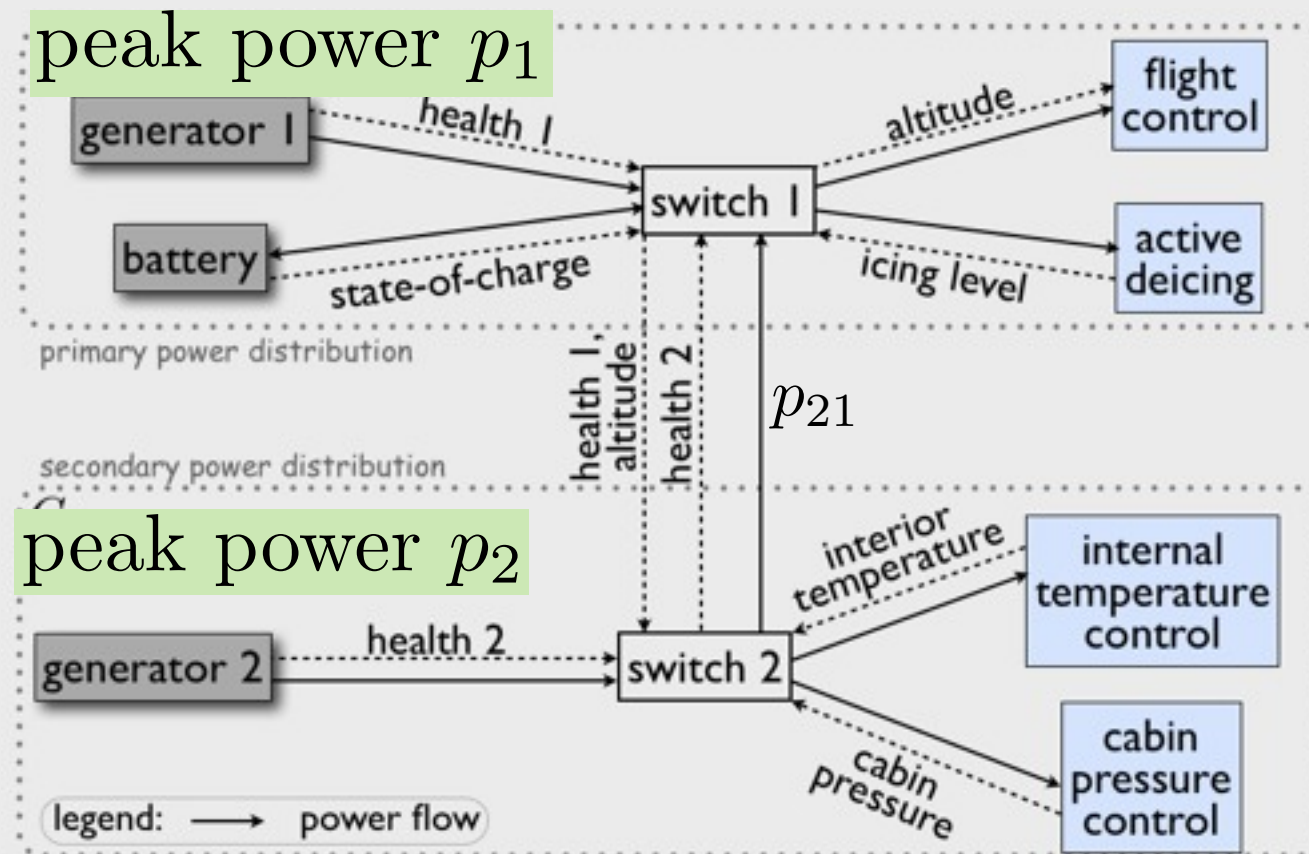 peak power p₁
generator 1
health 1
battery
state-of-charge
switch 1
altitude
flight
control
icing level
active
deicing
primary power distribution
health 1,
altitude
health 2
p₂₁
secondary power distribution
peak power p₂
generator 2
health 2
switch 2
interior
temperature
internal
temperature
control
cabin
pressure
cabin
pressure
control
legend:
power flow